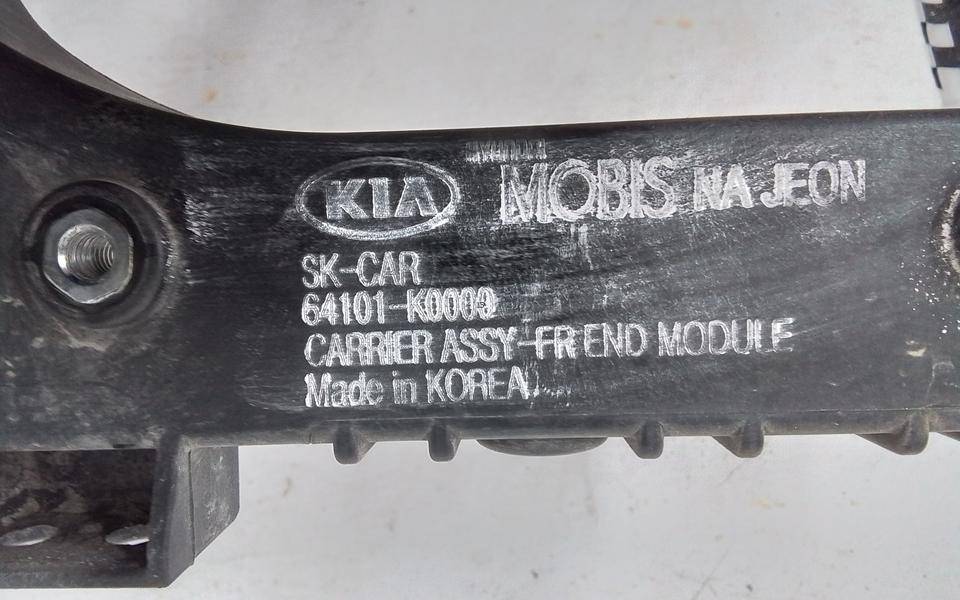 KIA MOBIS NA JEON
SK-CAR
64101-K0000
CARRIER ASSY-FR END MODULE
Made in KOREA